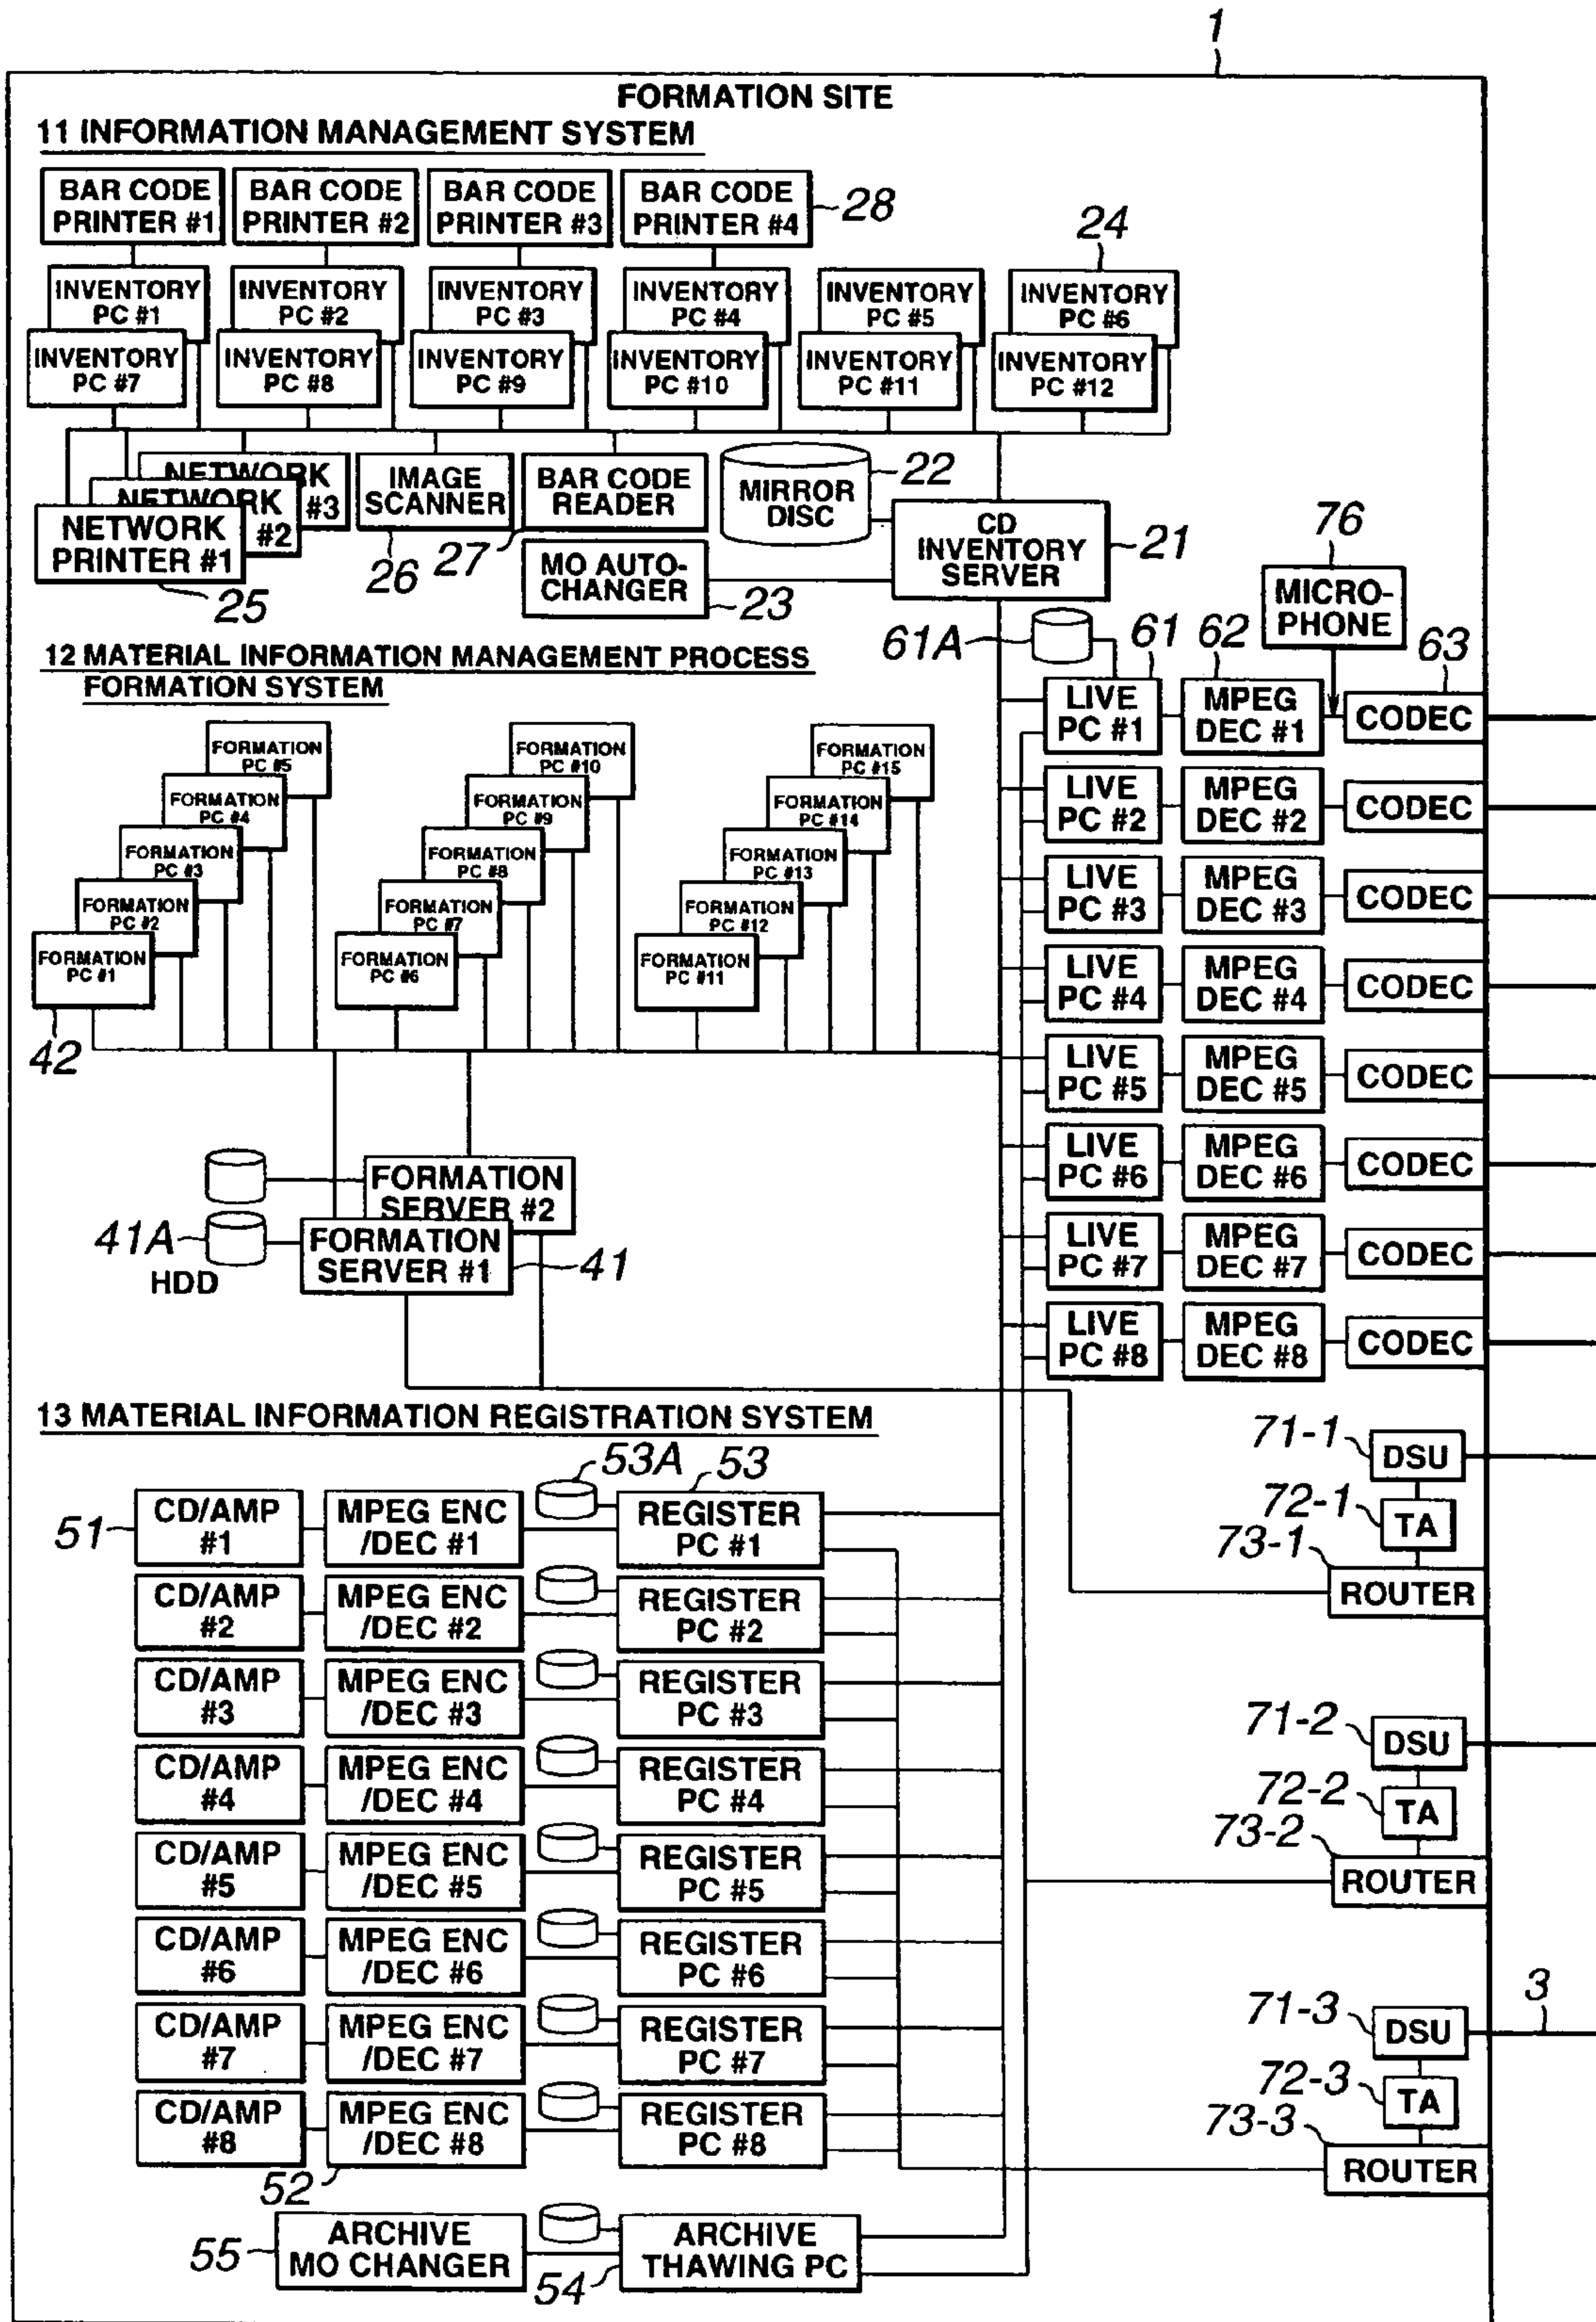 1
FORMATION SITE
11 INFORMATION MANAGEMENT SYSTEM
BAR CODE
PRINTER #1
BAR CODE
PRINTER #2
BAR CODE
PRINTER #3
BAR CODE
PRINTER #4
28
24
INVENTORY
PC #1
INVENTORY
PC #2
INVENTORY
PC #3
INVENTORY
PC #4
INVENTORY
PC #5
INVENTORY
PC #6
INVENTORY
PC #7
INVENTORY
PC #8
INVENTORY
PC #9
INVENTORY
PC #10
INVENTORY
PC #11
INVENTORY
PC #12
NETWORK
#3
NETWORK
#2
NETWORK
PRINTER #1
25
IMAGE
SCANNER
26
BAR CODE
READER
27
MIRROR
DISC
22
CD
INVENTORY
SERVER
21
MO AUTO-
CHANGER
23
76
MICRO-
PHONE
61A
61
62
63
12 MATERIAL INFORMATION MANAGEMENT PROCESS
FORMATION SYSTEM
LIVE
PC #1
MPEG
DEC #1
CODEC
LIVE
PC #2
MPEG
DEC #2
CODEC
LIVE
PC #3
MPEG
DEC #3
CODEC
LIVE
PC #4
MPEG
DEC #4
CODEC
LIVE
PC #5
MPEG
DEC #5
CODEC
LIVE
PC #6
MPEG
DEC #6
CODEC
LIVE
PC #7
MPEG
DEC #7
CODEC
LIVE
PC #8
MPEG
DEC #8
CODEC
FORMATION
PC #5
FORMATION
PC #4
FORMATION
PC #3
FORMATION
PC #2
FORMATION
PC #1
FORMATION
PC #10
FORMATION
PC #9
FORMATION
PC #8
FORMATION
PC #7
FORMATION
PC #6
FORMATION
PC #15
FORMATION
PC #14
FORMATION
PC #13
FORMATION
PC #12
FORMATION
PC #11
42
FORMATION
SERVER #2
41A
HDD
FORMATION
SERVER #1
41
13 MATERIAL INFORMATION REGISTRATION SYSTEM
53A
53
51
CD/AMP
#1
MPEG ENC
/DEC #1
REGISTER
PC #1
CD/AMP
#2
MPEG ENC
/DEC #2
REGISTER
PC #2
CD/AMP
#3
MPEG ENC
/DEC #3
REGISTER
PC #3
CD/AMP
#4
MPEG ENC
/DEC #4
REGISTER
PC #4
CD/AMP
#5
MPEG ENC
/DEC #5
REGISTER
PC #5
CD/AMP
#6
MPEG ENC
/DEC #6
REGISTER
PC #6
CD/AMP
#7
MPEG ENC
/DEC #7
REGISTER
PC #7
CD/AMP
#8
MPEG ENC
/DEC #8
REGISTER
PC #8
52
55
ARCHIVE
MO CHANGER
54
ARCHIVE
THAWING PC
71-1
DSU
72-1
TA
73-1
ROUTER
71-2
DSU
72-2
TA
73-2
ROUTER
71-3
DSU
3
72-3
TA
73-3
ROUTER